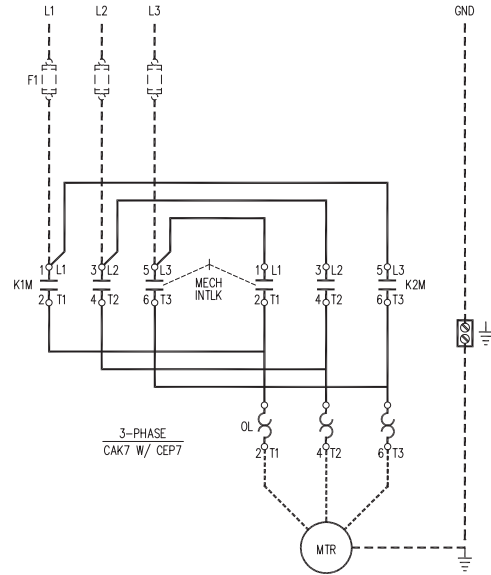 L1 L2 L3 GND
F1
1 L1 3 L2 5 L3 1 L1 3 L2 5 L3
K1M MECH INTLK K2M
2 T1 4 T2 6 T3 2 T1 4 T2 6 T3
OL
3-PHASE
CAK7 W/ CEP7
2 T1 4 T2 6 T3
MTR